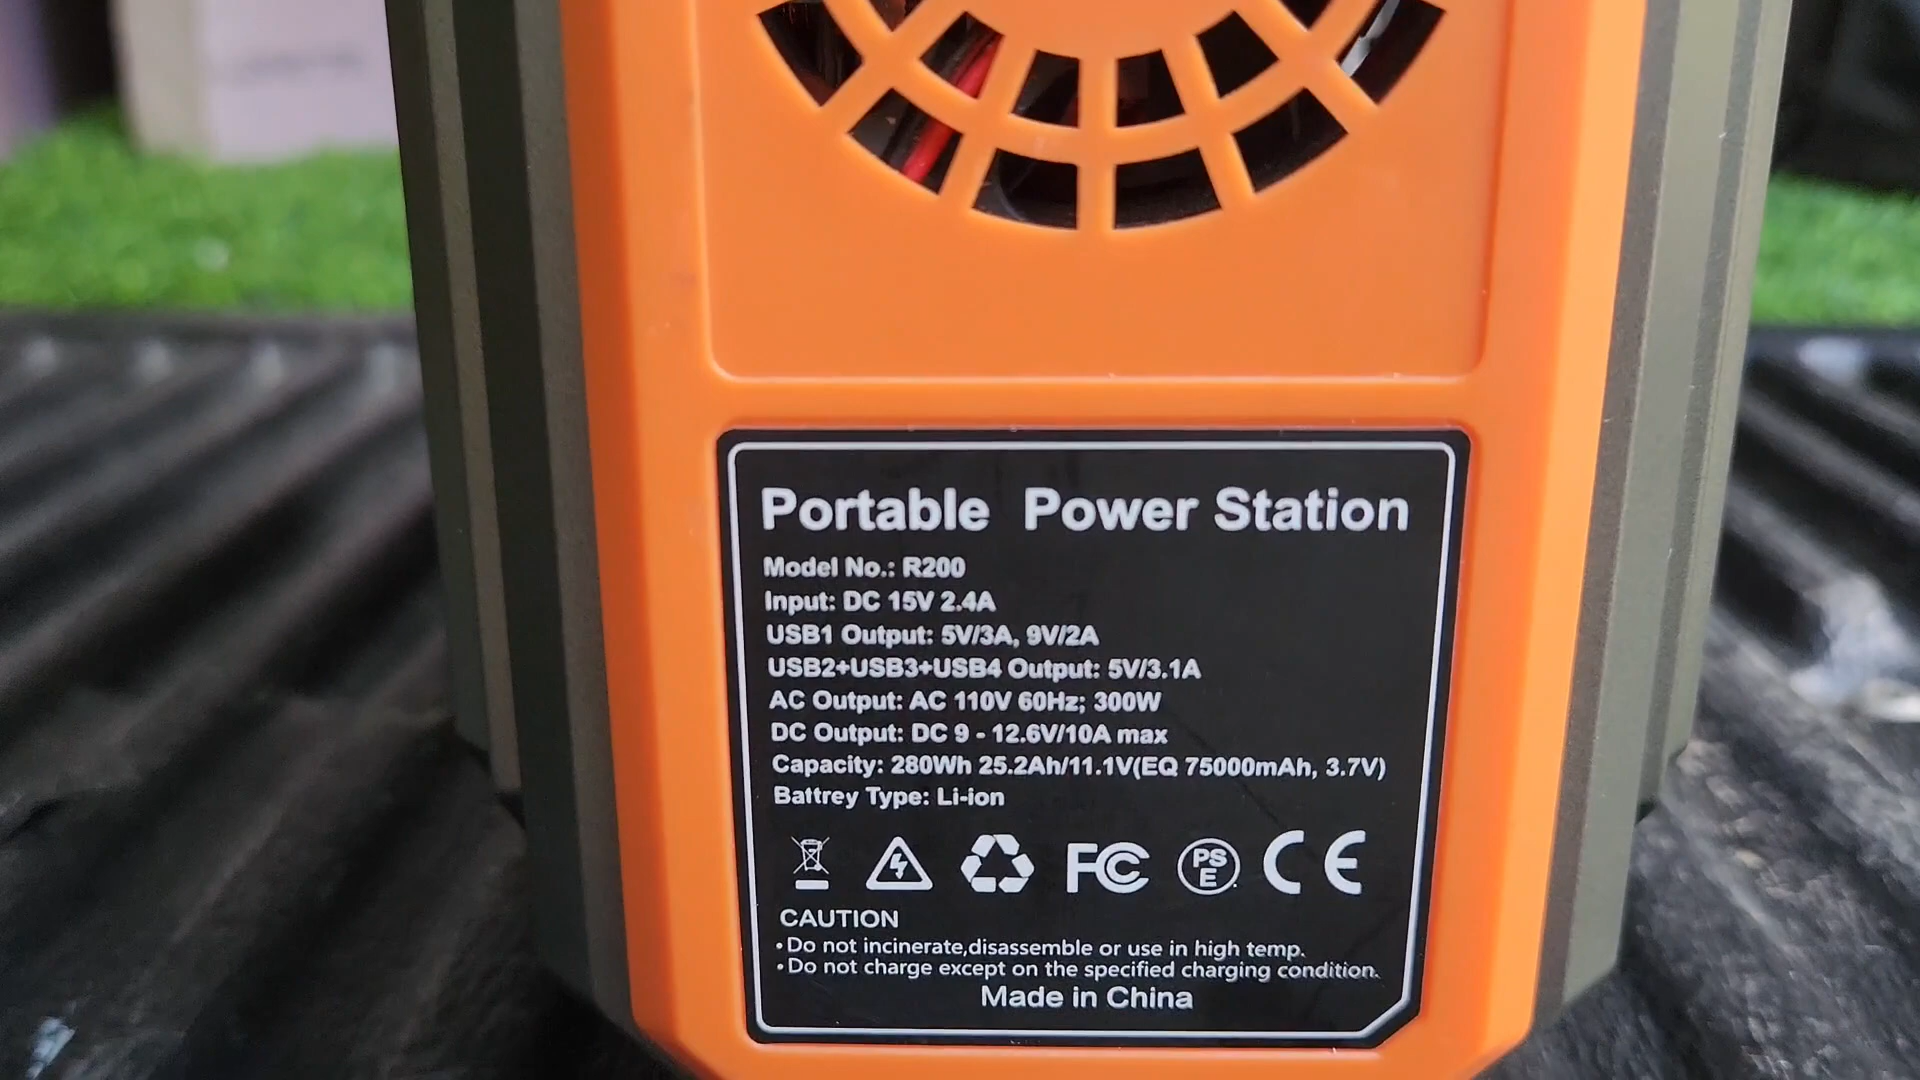 Portable Power Station
Model No.: R200
Input: DC 15V 2.4A
USB1 Output: 5V/3A, 9V/2A
USB2+USB3+USB4 Output: 5V/3.1A
AC Output: AC 110V 60Hz; 300W
DC Output: DC 9 - 12.6V/10A max
Capacity: 280Wh 25.2Ah/11.1V(EQ 75000mAh, 3.7V)
Battrey Type: Li-ion
FC PSE CE
CAUTION
•Do not incinerate,disassemble or use in high temp.
•Do not charge except on the specified charging condition.
Made in China